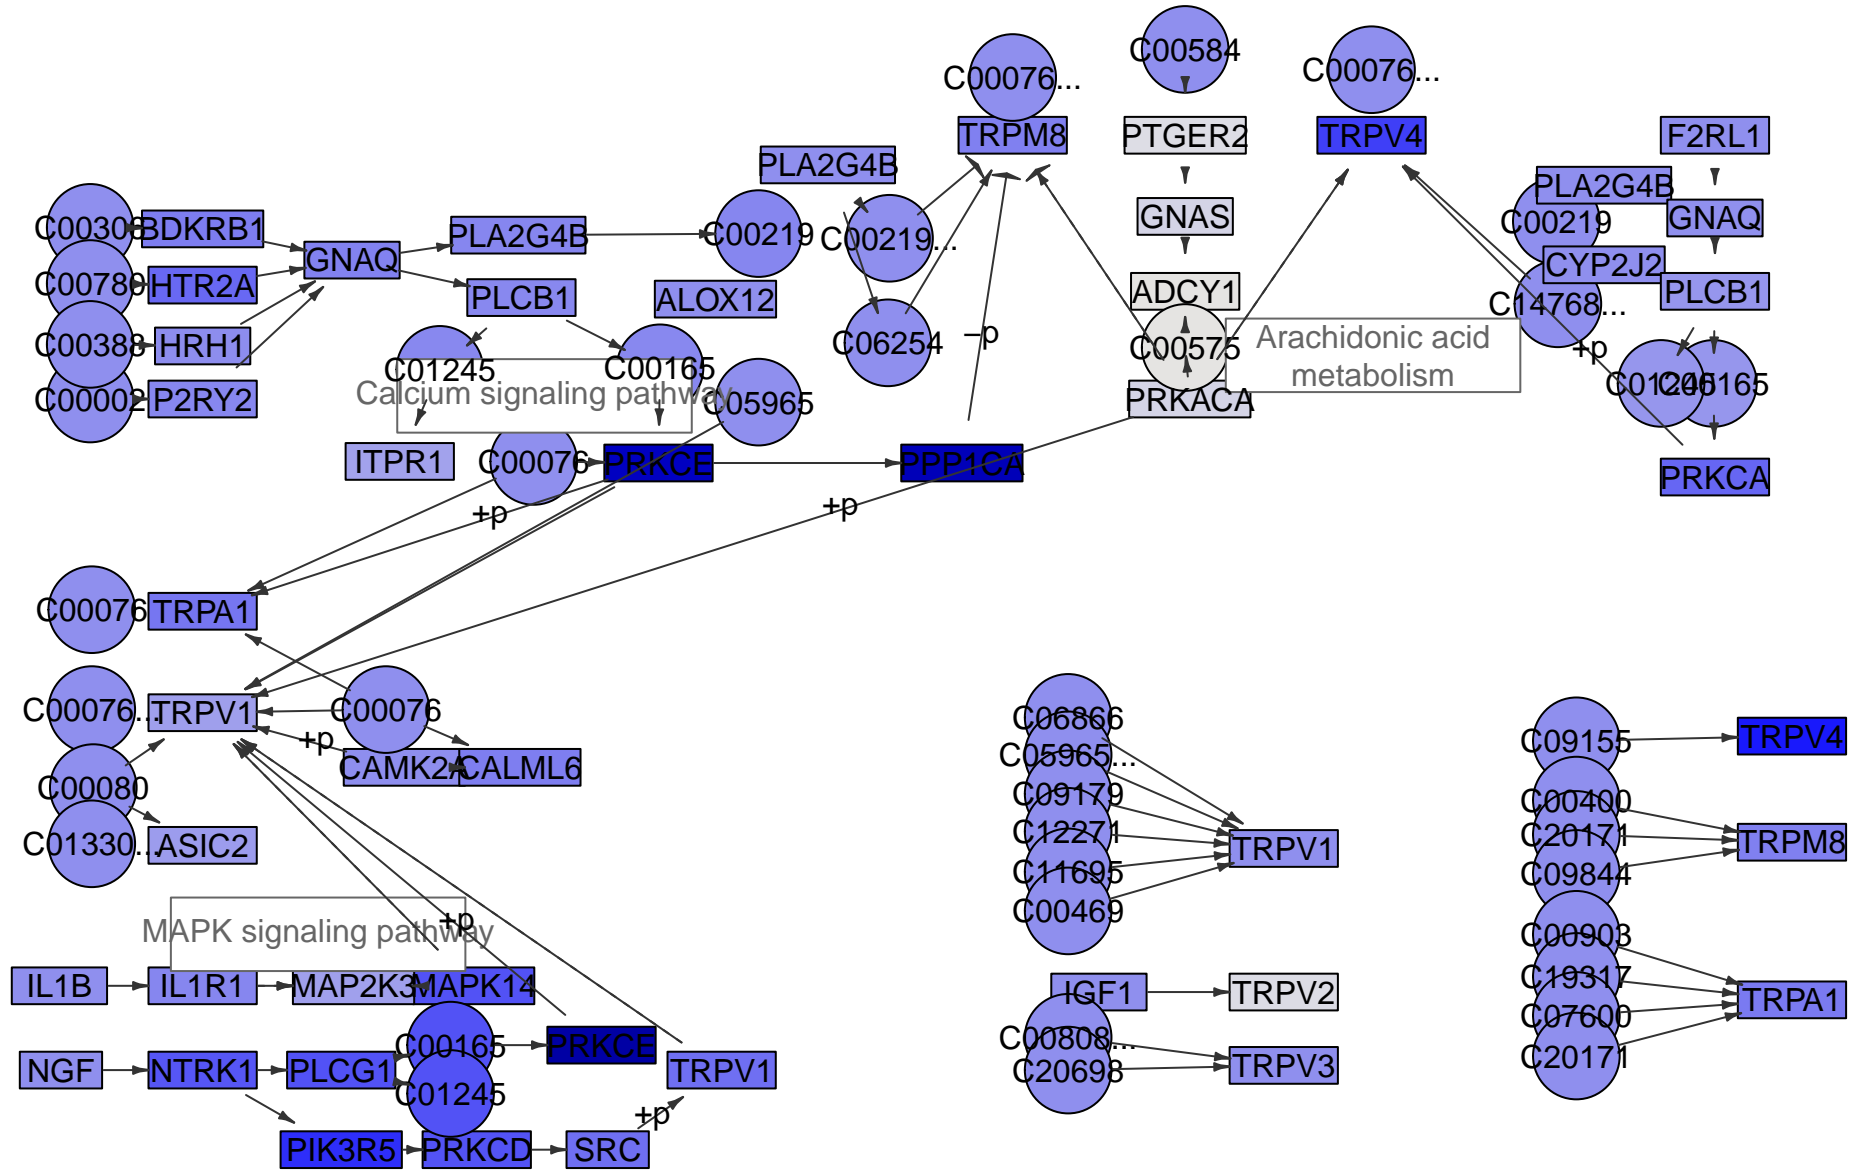 C00584
C00076...
C00076...
TRPM8
PTGER2
TRPV4
F2RL1
PLA2G4B
PLA2G4B
C00219
GNAS
GNAQ
BDKRB1
PLA2G4B
C00219
C00219...
GNAQ
CYP2J2
HTR2A
PLCB1
ALOX12
ADCY1
PLCB1
C14768...
C00388
HRH1
C06254
–p
C00575
Arachidonic acid
metabolism
+p
C01245
C00165
Calcium signaling pathway
C00002
P2RY2
C05965
PRKACA
C01245
C00165
ITPR1
C00076
PRKCE
PPP1CA
PRKCA
+p
+p
C00076
TRPA1
C00076...
TRPV1
C00076
+p
CAMK2A
CALML6
C00080
C01330...
ASIC2
C06866
C05965...
C09179
C12271
C11695
C00469
TRPV1
C09155
TRPV4
C00400
C20171
C09844
TRPM8
MAPK signaling pathway
+p
C00903
C19317
C07600
C20171
TRPA1
IL1B
IL1R1
MAP2K3
MAPK14
IGF1
TRPV2
C00165
PRKCE
C00808...
C20698
TRPV3
NGF
NTRK1
PLCG1
C01245
TRPV1
+p
PIK3R5
PRKCD
SRC